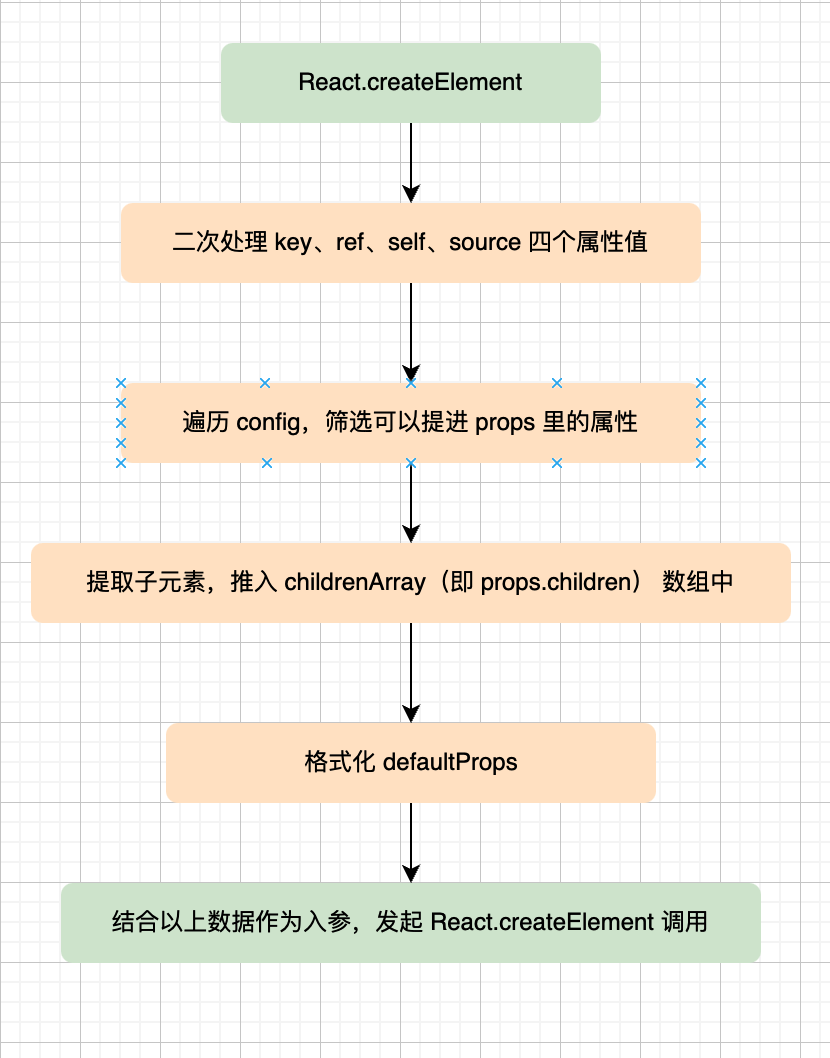 React.createElement
二次处理 key、ref、self、source 四个属性值
遍历 config，筛选可以提进 props 里的属性
提取子元素，推入 childrenArray（即 props.children） 数组中
格式化 defaultProps
结合以上数据作为入参，发起 React.createElement 调用